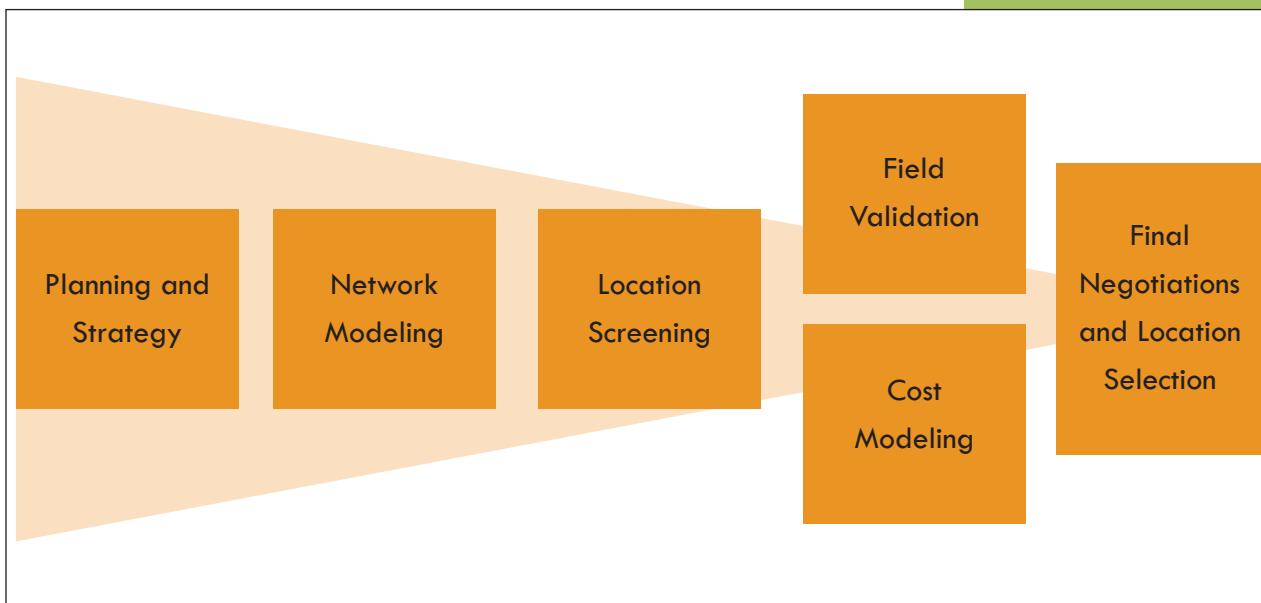 Planning and
Strategy
Network
Modeling
Location
Screening
Field
Validation
Cost
Modeling
Final
Negotiations
and Location
Selection